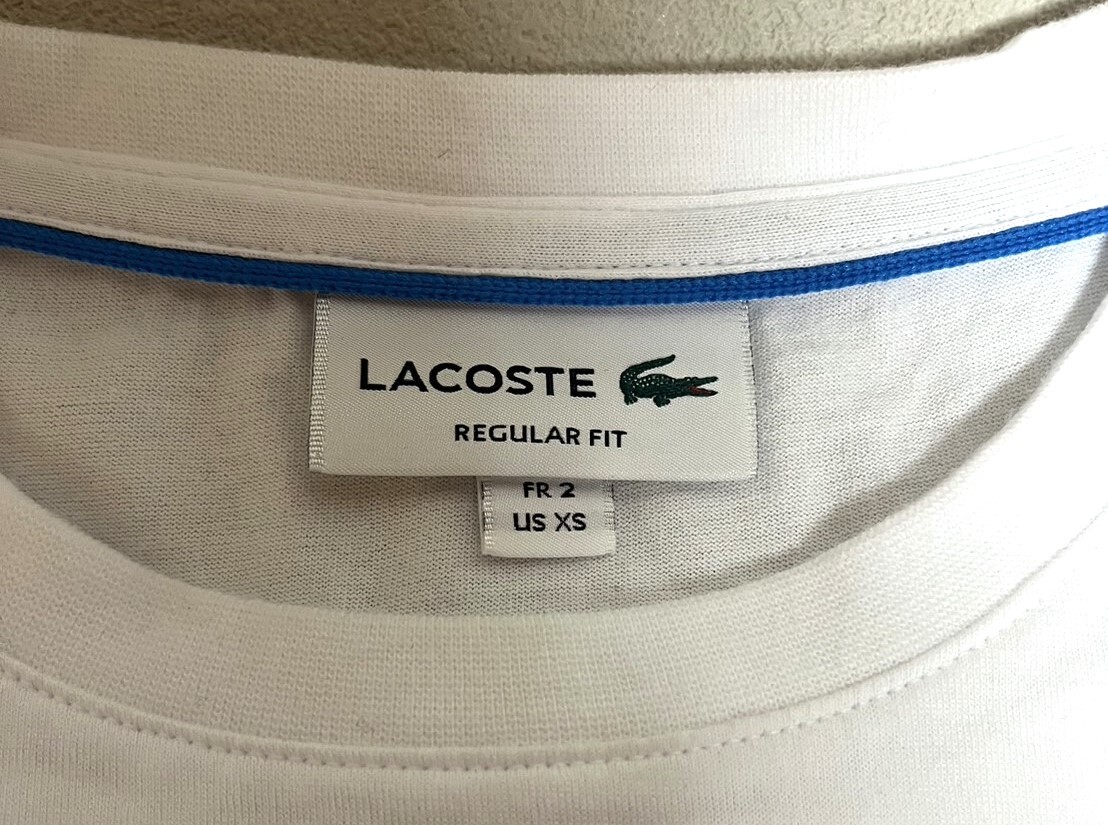 LACOSTE
REGULAR FIT
FR 2
US XS